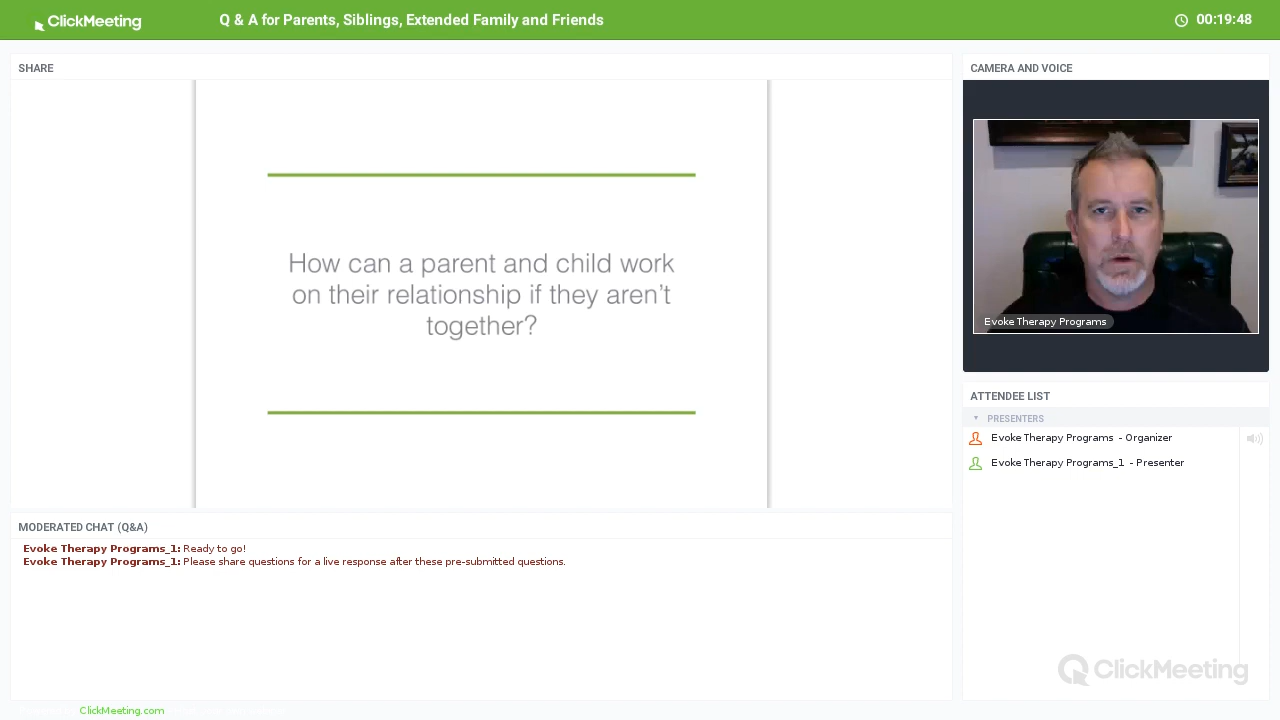 ClickMeeting
Q & A for Parents, Siblings, Extended Family and Friends
00:19:48
SHARE
How can a parent and child work
on their relationship if they aren't
together?
CAMERA AND VOICE
Evoke Therapy Programs
ATTENDEE LIST
PRESENTERS
Evoke Therapy Programs - Organizer
Evoke Therapy Programs_1 - Presenter
MODERATED CHAT (Q&A)
Evoke Therapy Programs_1: Ready to go!
Evoke Therapy Programs_1: Please share questions for a live response after these pre-submitted questions.
ClickMeeting
ClickMeeting.com